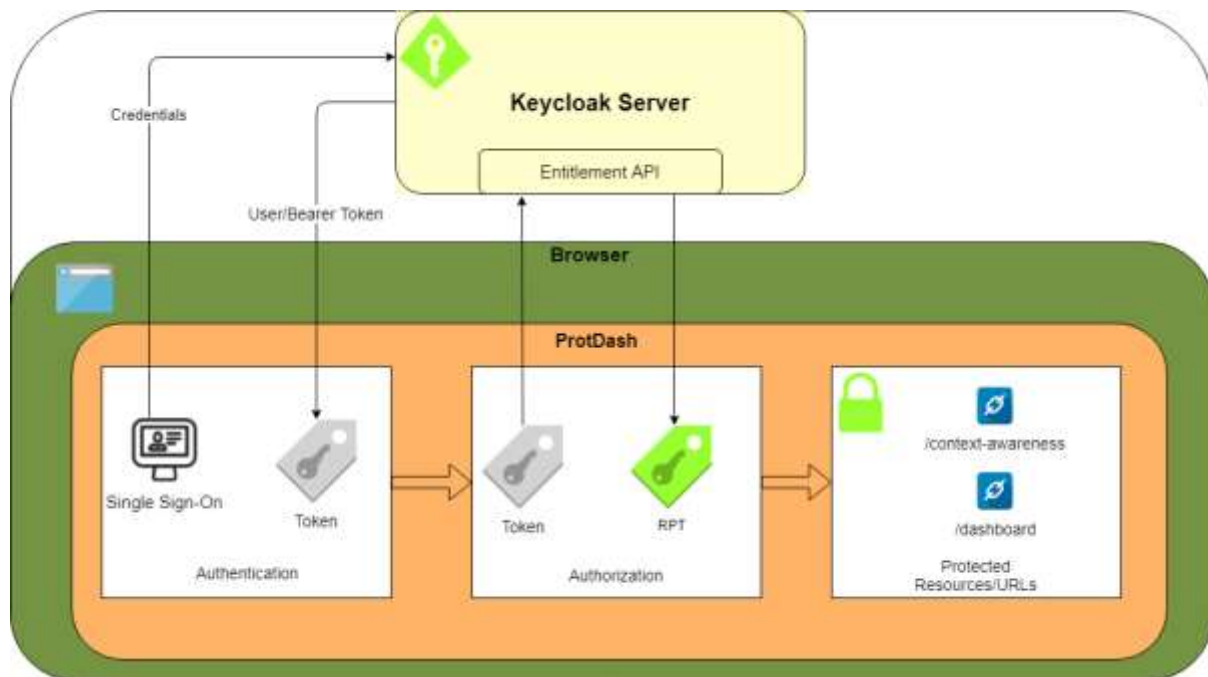 Keycloak Server
Credentials
Entitlement API
User/Bearer Token
Browser
ProtDash
/context-awareness
Single Sign-On
Token
Token
RPT
/dashboard
Authentication
Authorization
Protected
Resources/URLs